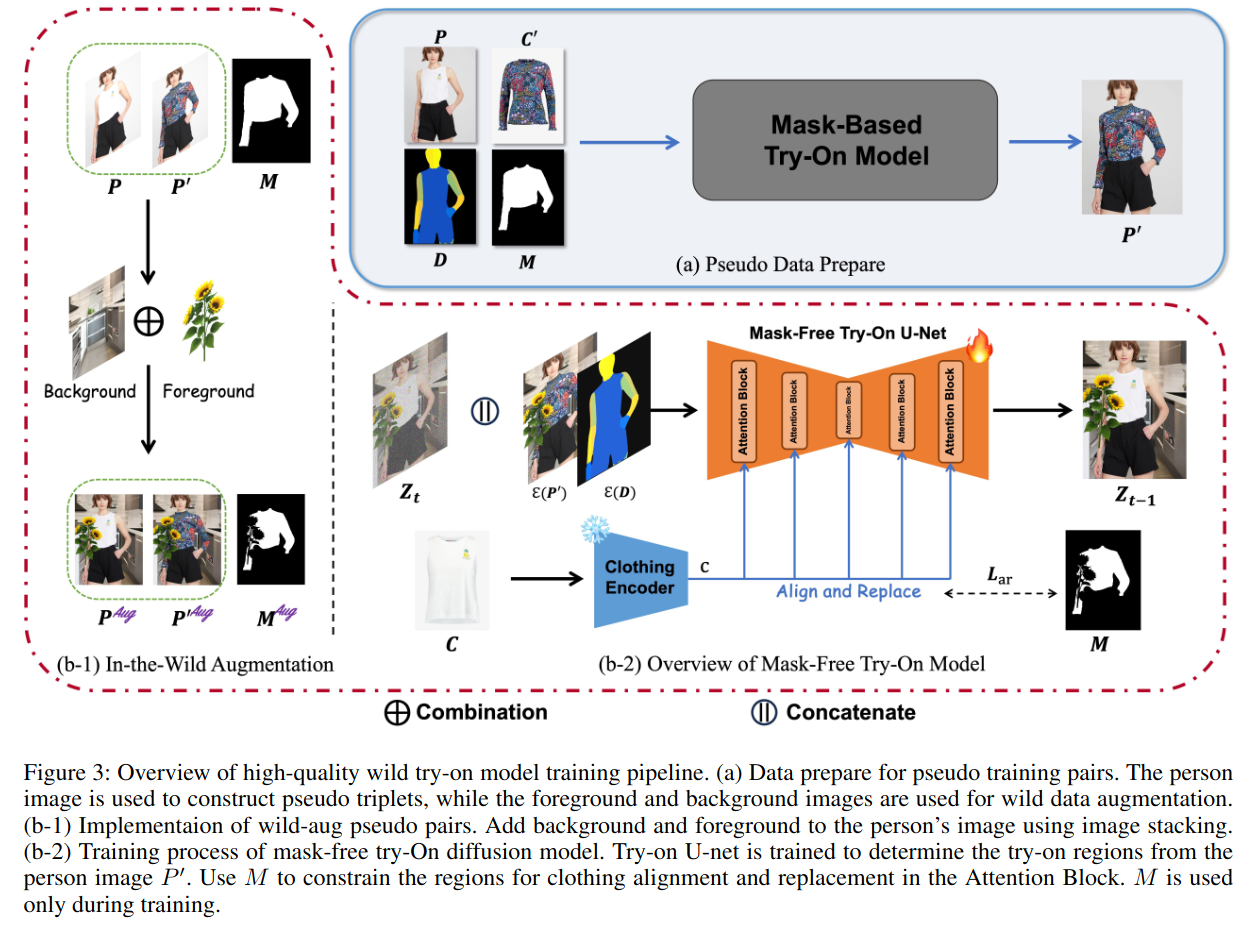 P
C′
P
P′
M
Mask-Based
Try-On Model
P′
D
M
(a) Pseudo Data Prepare
Background
Foreground
Mask-Free Try-On U-Net
Attention Block
Attention Block
Attention Block
Attention Block
Attention Block
Z_t
Ɛ(P′)
Ɛ(D)
Z_{t−1}
Clothing
Encoder
c
Align and Replace
L_ar
P^Aug
P′^Aug
M^Aug
C
M
(b-1) In-the-Wild Augmentation
(b-2) Overview of Mask-Free Try-On Model
Combination
Concatenate
Figure 3: Overview of high-quality wild try-on model training pipeline. (a) Data prepare for pseudo training pairs. The person
image is used to construct pseudo triplets, while the foreground and background images are used for wild data augmentation.
(b-1) Implementaion of wild-aug pseudo pairs. Add background and foreground to the person's image using image stacking.
(b-2) Training process of mask-free try-On diffusion model. Try-on U-net is trained to determine the try-on regions from the
person image P′. Use M to constrain the regions for clothing alignment and replacement in the Attention Block. M is used
only during training.